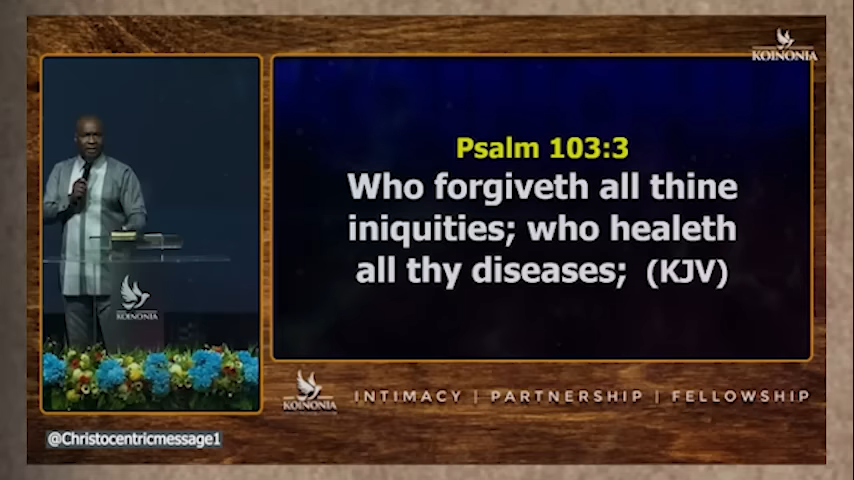 KOINONIA
Psalm 103:3
Who forgiveth all thine
iniquities; who healeth
all thy diseases; (KJV)
KOINONIA
KOINONIA
INTIMACY | PARTNERSHIP | FELLOWSHIP
@Christocentricmessage1